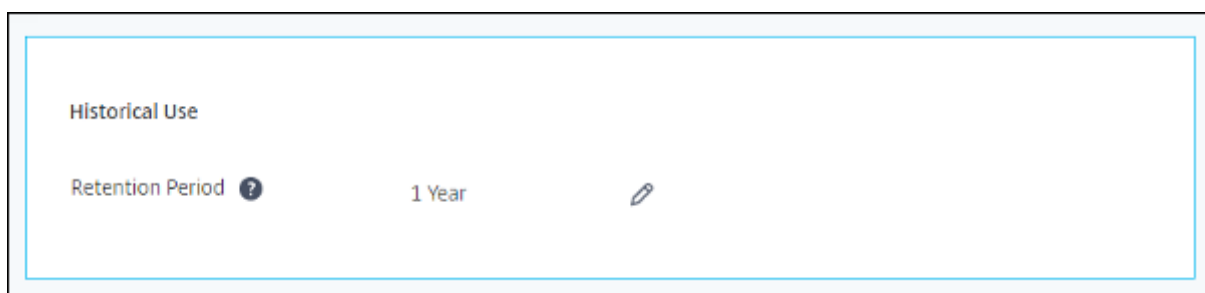 Historical Use
Retention Period ? 1 Year